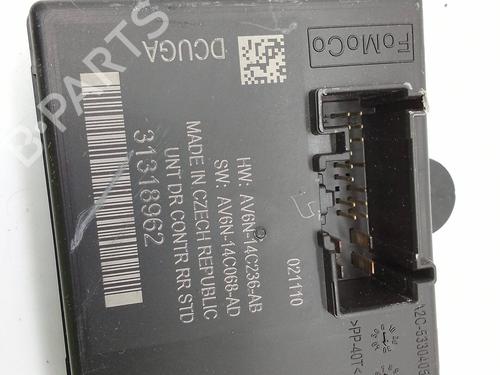 FoMoCo
DCUGA
HW: AV6N-14C236-AB
SW: AV6N-14C068-AD
MADE IN CZECH REPUBLIC
UNT DR CONTR RR STD
31318962
021110
>PP-40T<
B-PARTS